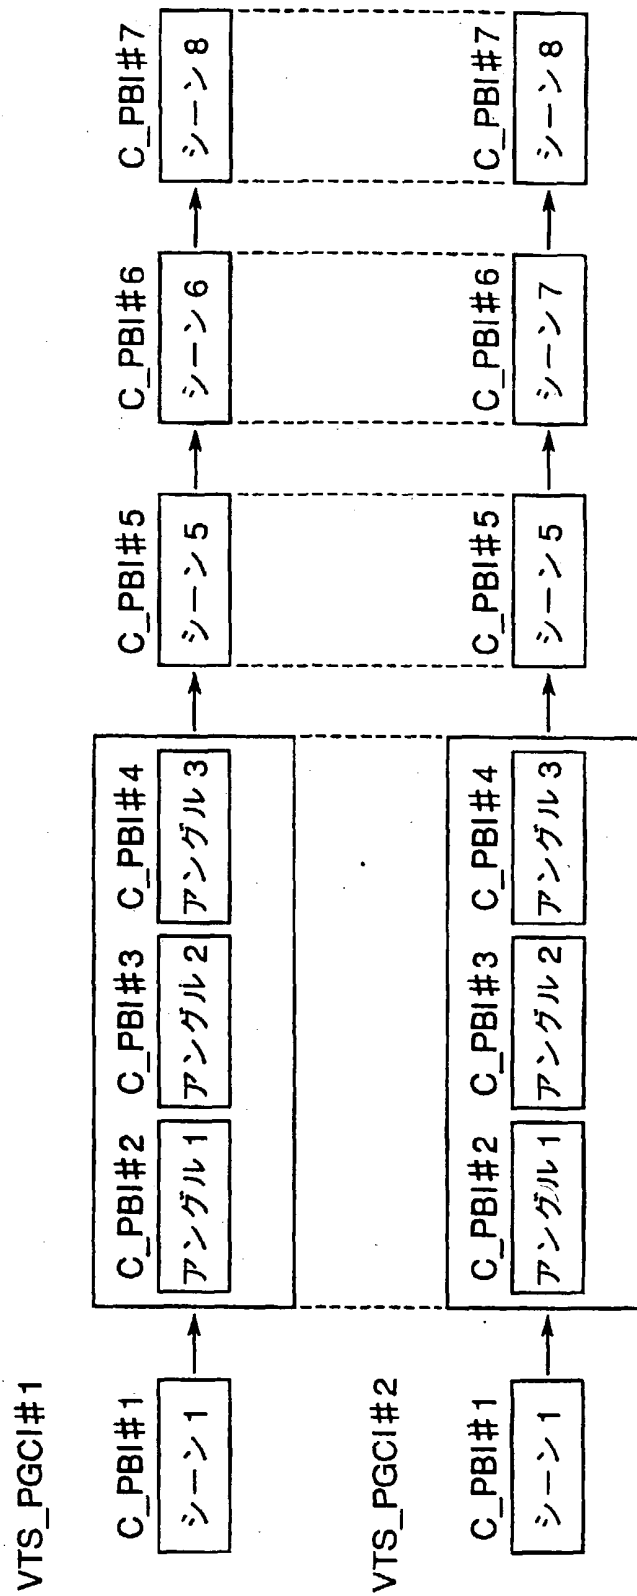 VTS_PGCI#1
C_PBI#1
シーン1
C_PBI#2
アングル1
C_PBI#3
アングル2
C_PBI#4
アングル3
C_PBI#5
シーン5
C_PBI#6
シーン6
C_PBI#7
シーン8
VTS_PGCI#2
C_PBI#1
シーン1
C_PBI#2
アングル1
C_PBI#3
アングル2
C_PBI#4
アングル3
C_PBI#5
シーン5
C_PBI#6
シーン7
C_PBI#7
シーン8